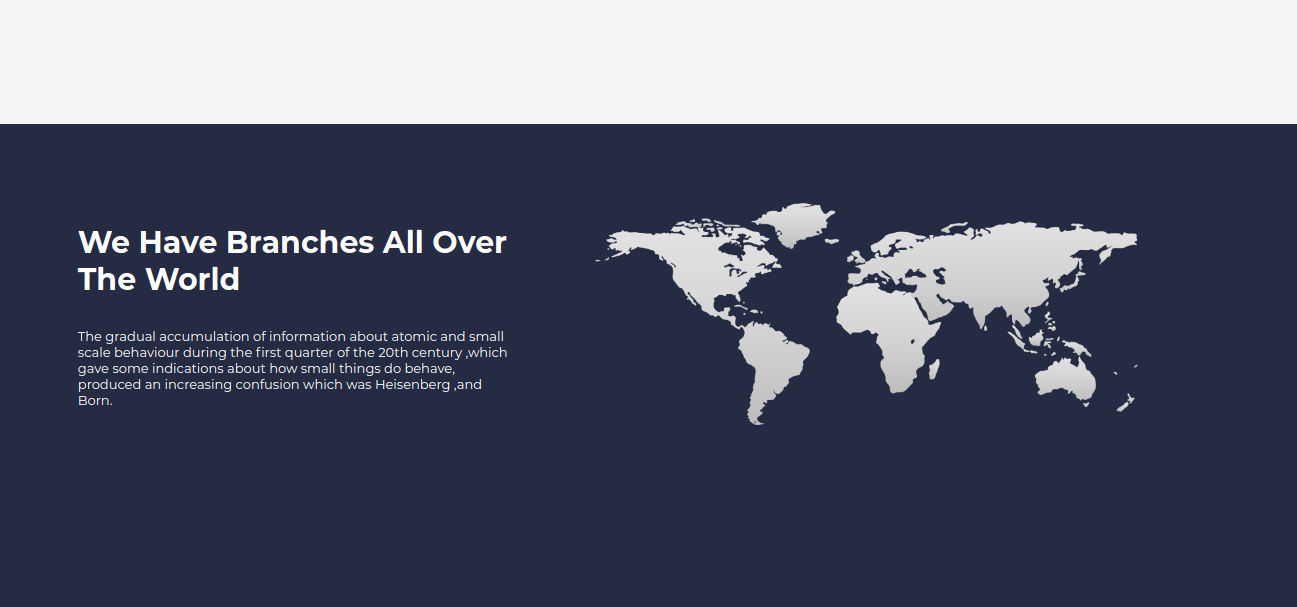 We Have Branches All Over
The World
The gradual accumulation of information about atomic and small
scale behaviour during the first quarter of the 20th century ,which
gave some indications about how small things do behave,
produced an increasing confusion which was Heisenberg ,and
Born.